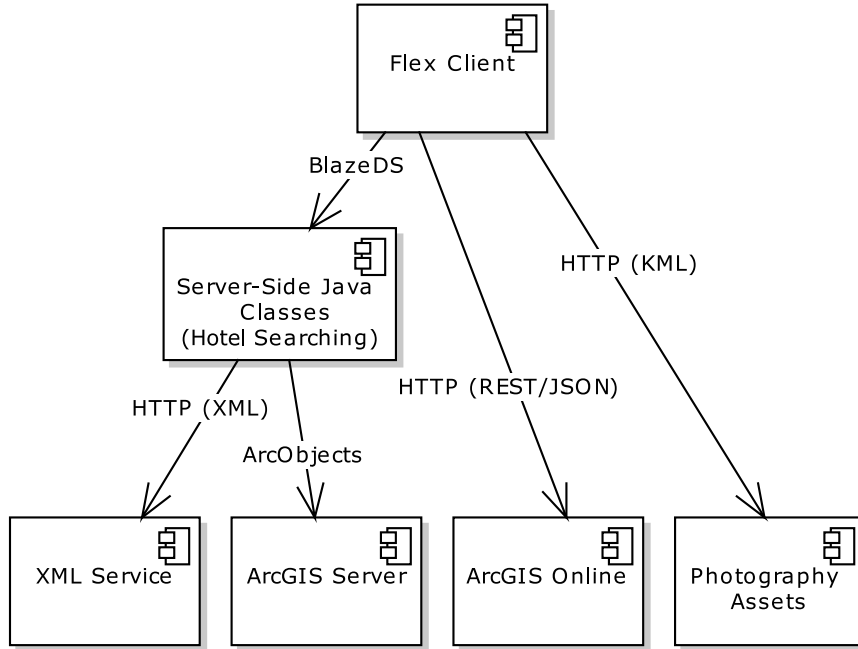 Flex Client
BlazeDS
Server-Side Java
Classes
(Hotel Searching)
HTTP (KML)
HTTP (REST/JSON)
HTTP (XML)
ArcObjects
XML Service
ArcGIS Server
ArcGIS Online
Photography
Assets